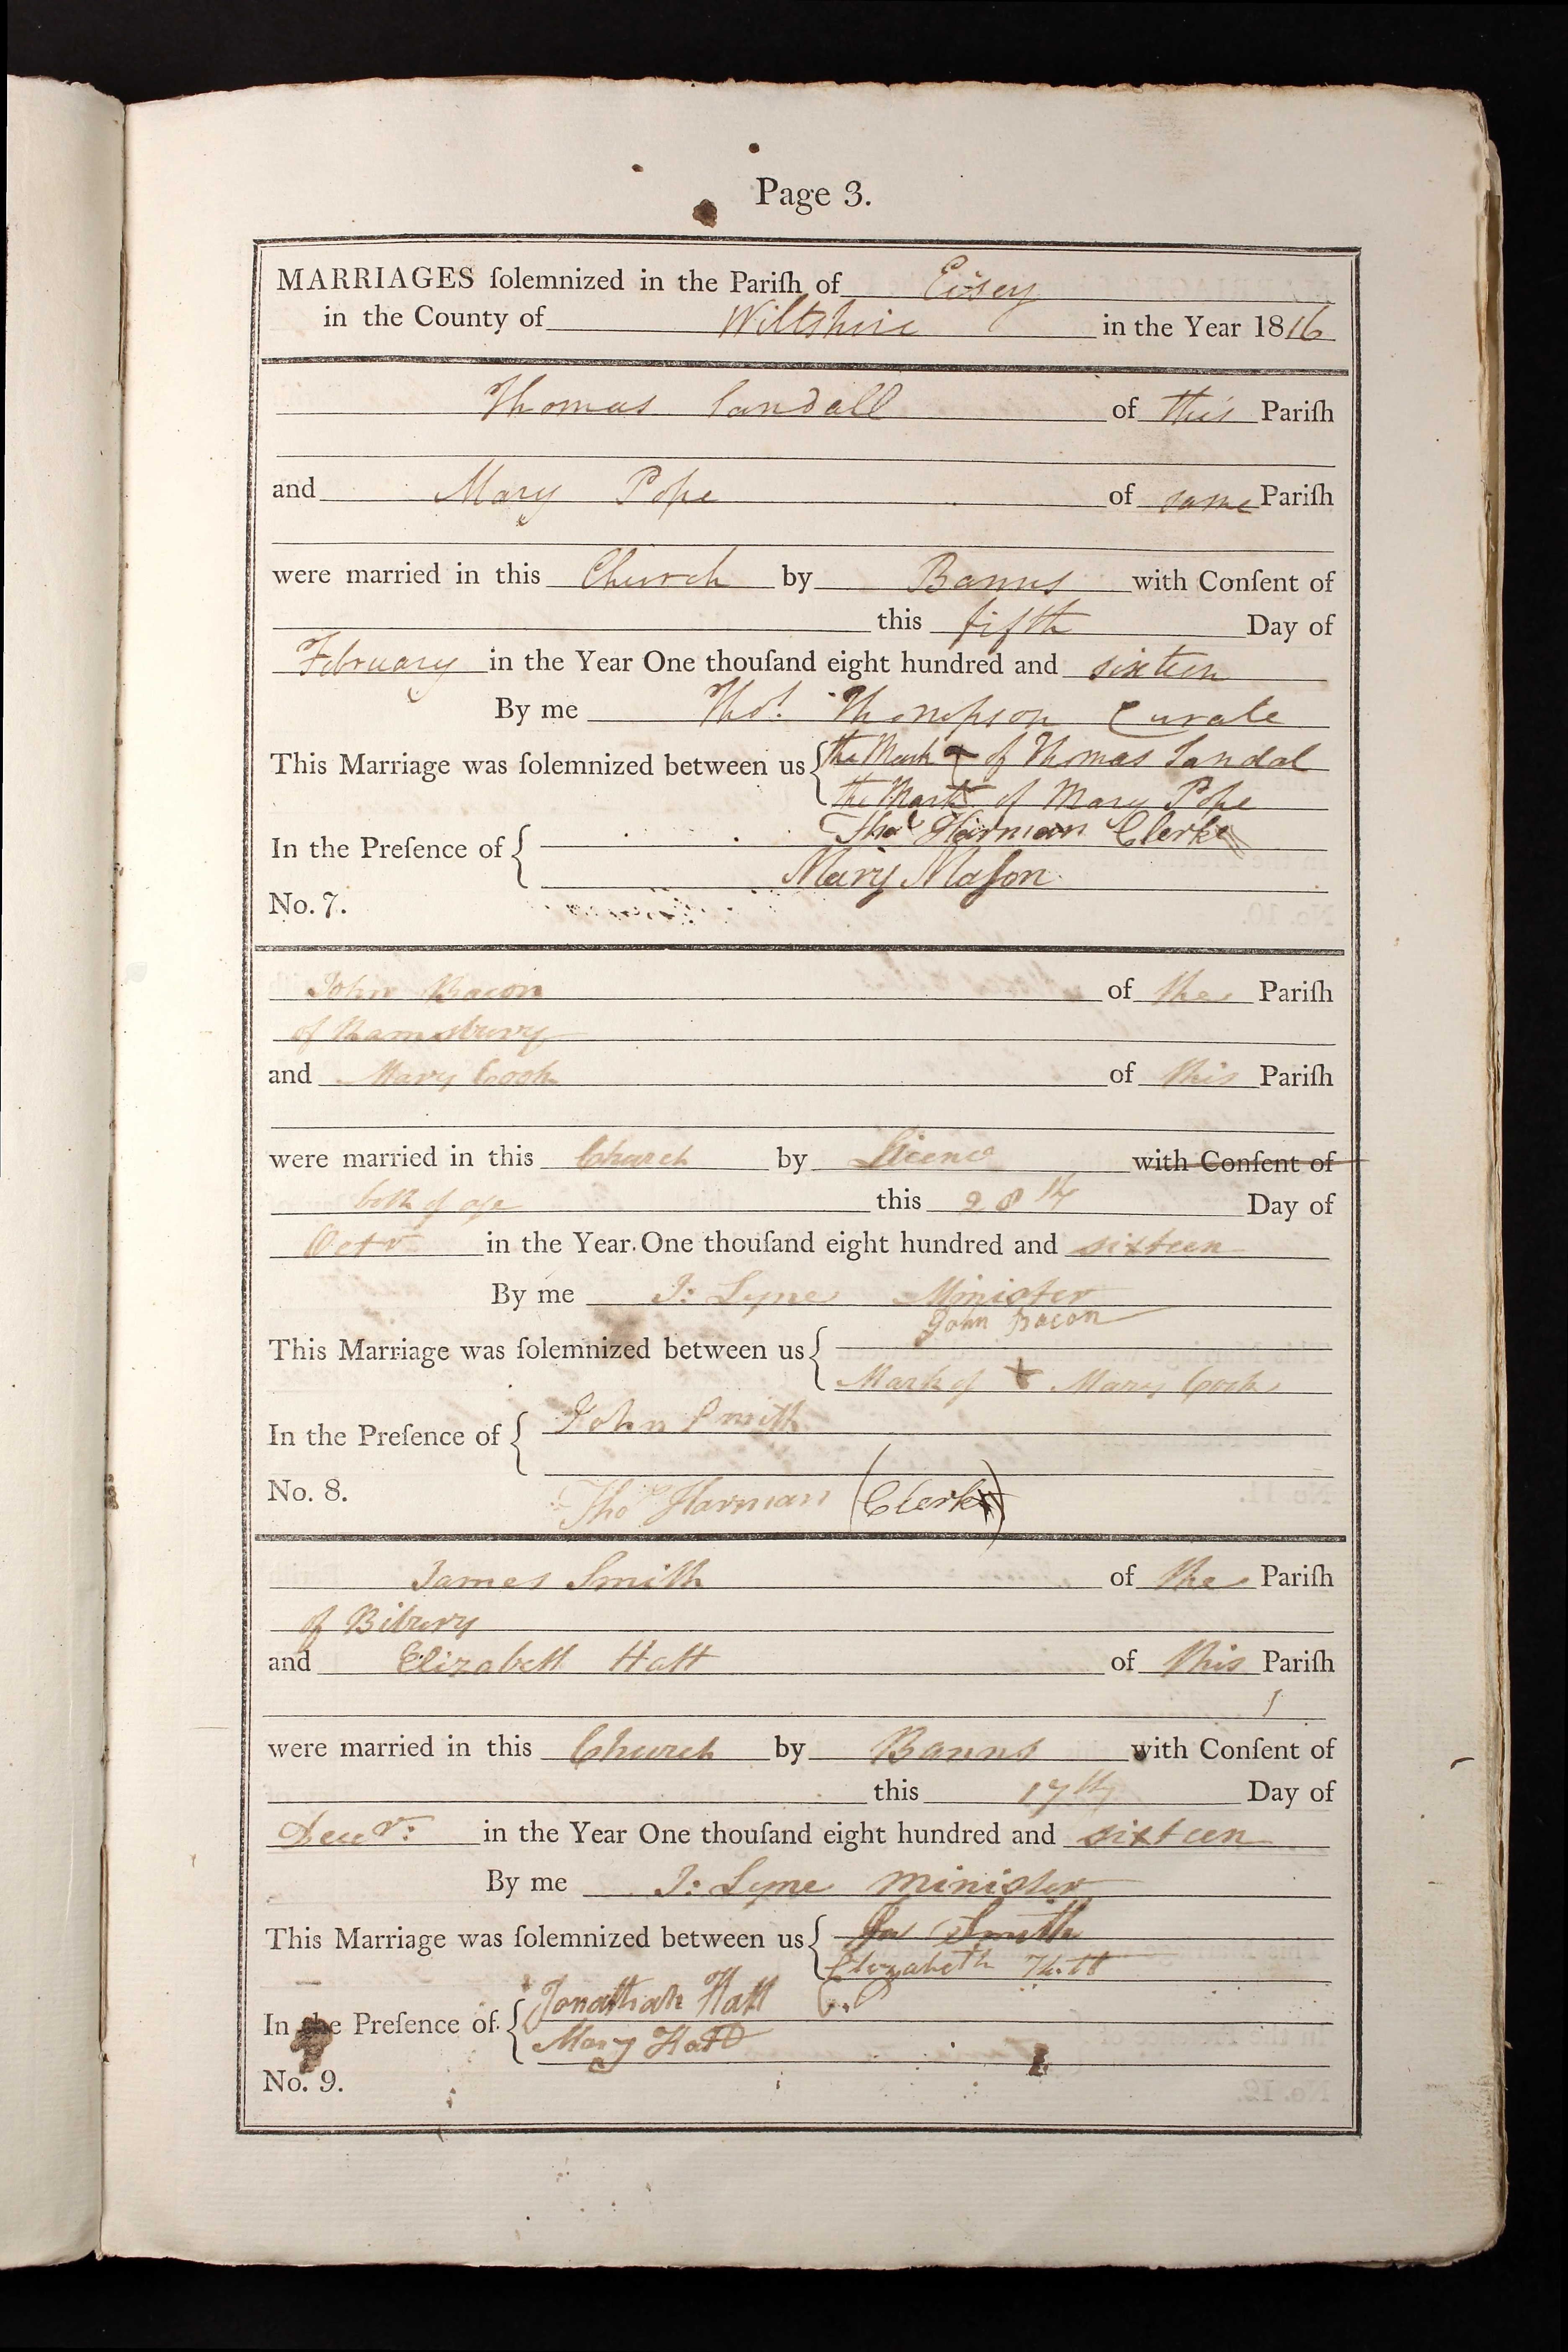 Page 3.
MARRIAGES ſolemnized in the Pariſh of Eisey
in the County of Wiltshire in the Year 1816
Thomas Landall of this Pariſh
and Mary Pope of same Pariſh
were married in this Church by Banns with Conſent of
this fifth Day of
February in the Year One thouſand eight hundred and sixteen
By me Thos. Thompson Curate
This Marriage was ſolemnized between us { the Mark of Thomas Landal
the Mark of Mary Pope
In the Preſence of { Thos Harman Clerk
Mary Maſon
No. 7.
John Bacon of the Pariſh
of Ramsbury
and Mary Cook of this Pariſh
were married in this Church by Licence with Conſent of
both of age this 28th Day of
Octr in the Year One thouſand eight hundred and sixteen
By me J: Lyne Minister
John Bacon
This Marriage was ſolemnized between us {
Mark of + Mary Cook
In the Preſence of { John Smith
No. 8. Thos Harman (Clerk)
James Smith of the Pariſh
of Bibury
and Elizabeth Hatt of this Pariſh
were married in this Church by Banns with Conſent of
this 17th Day of
Decr: in the Year One thouſand eight hundred and sixteen
By me J: Lyne Minister
This Marriage was ſolemnized between us { Smith
Elizabeth Hatt
In the Preſence of { Jonathan Hatt
Mary Hatt
No. 9.